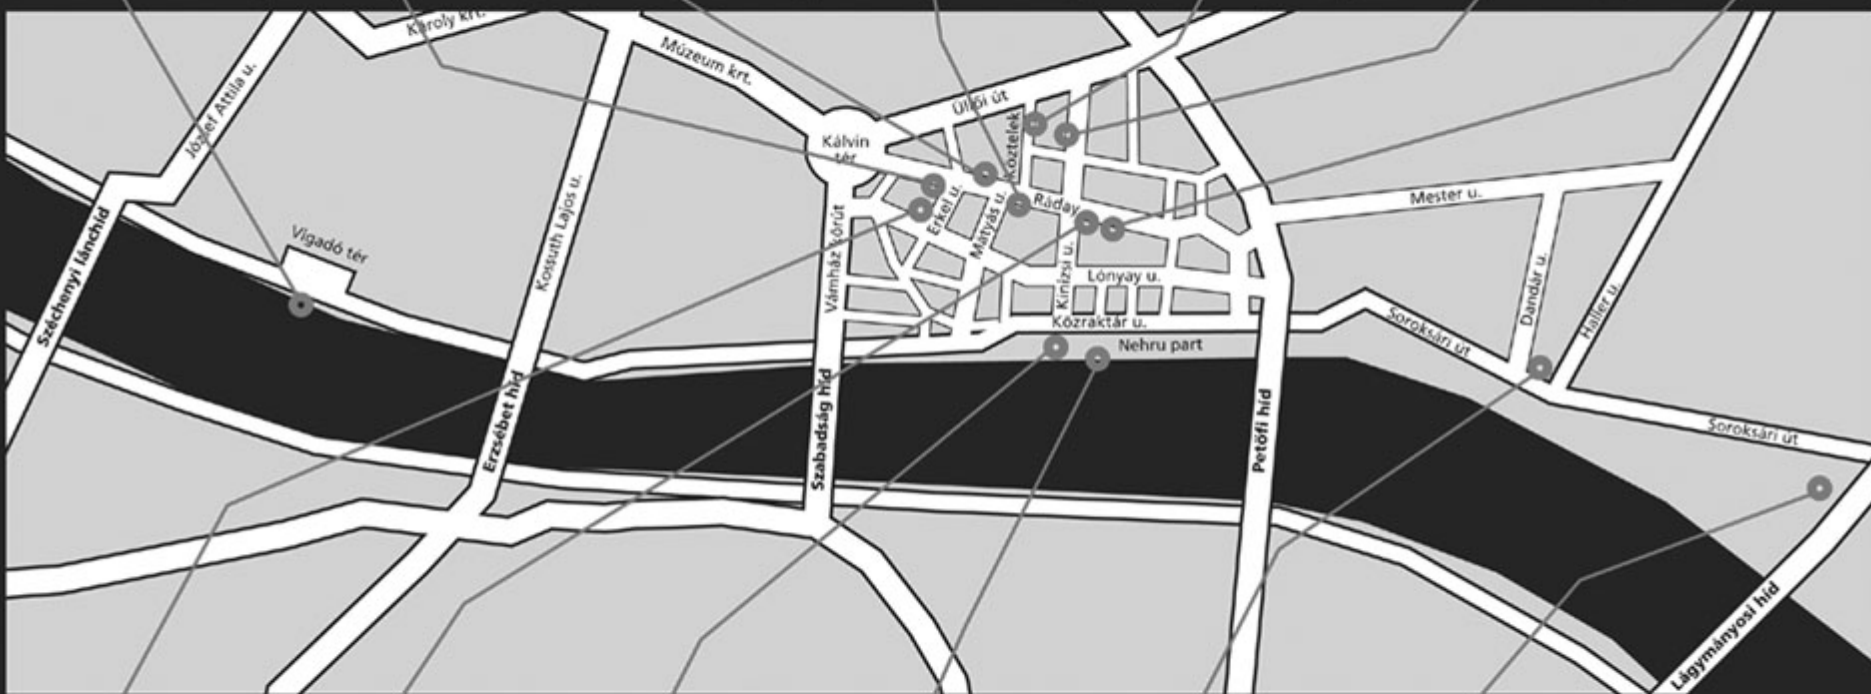 Károly krt.
Múzeum krt.
József Attila u.
Üllői út
Köztelek
Kálvin
tér
Kossuth Lajos u.
Erkel u.
Mátyás u.
Ráday
Mester u.
Széchenyi lánchíd
Vigadó tér
Vámház körút
Kinizsi u.
Lónyay u.
Közraktár u.
Nehru part
Soroksári út
Dandár u.
Haller u.
Erzsébet híd
Szabadság híd
Petőfi híd
Soroksári út
Lágymányosi híd